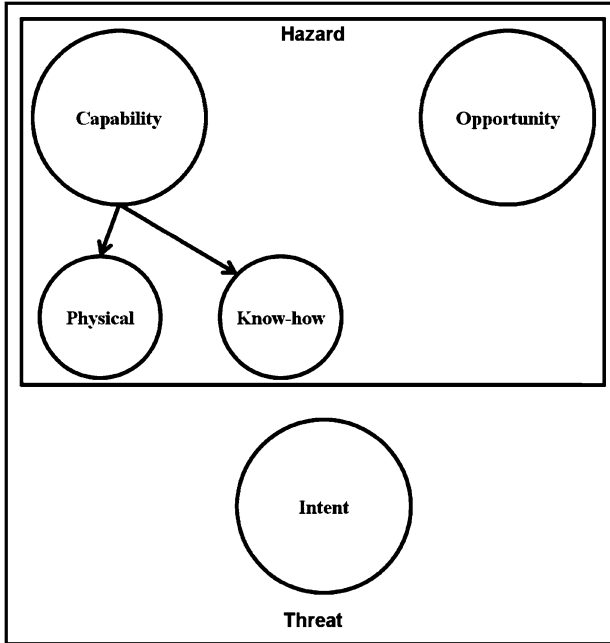 Hazard
Capability
Opportunity
Physical
Know-how
Intent
Threat